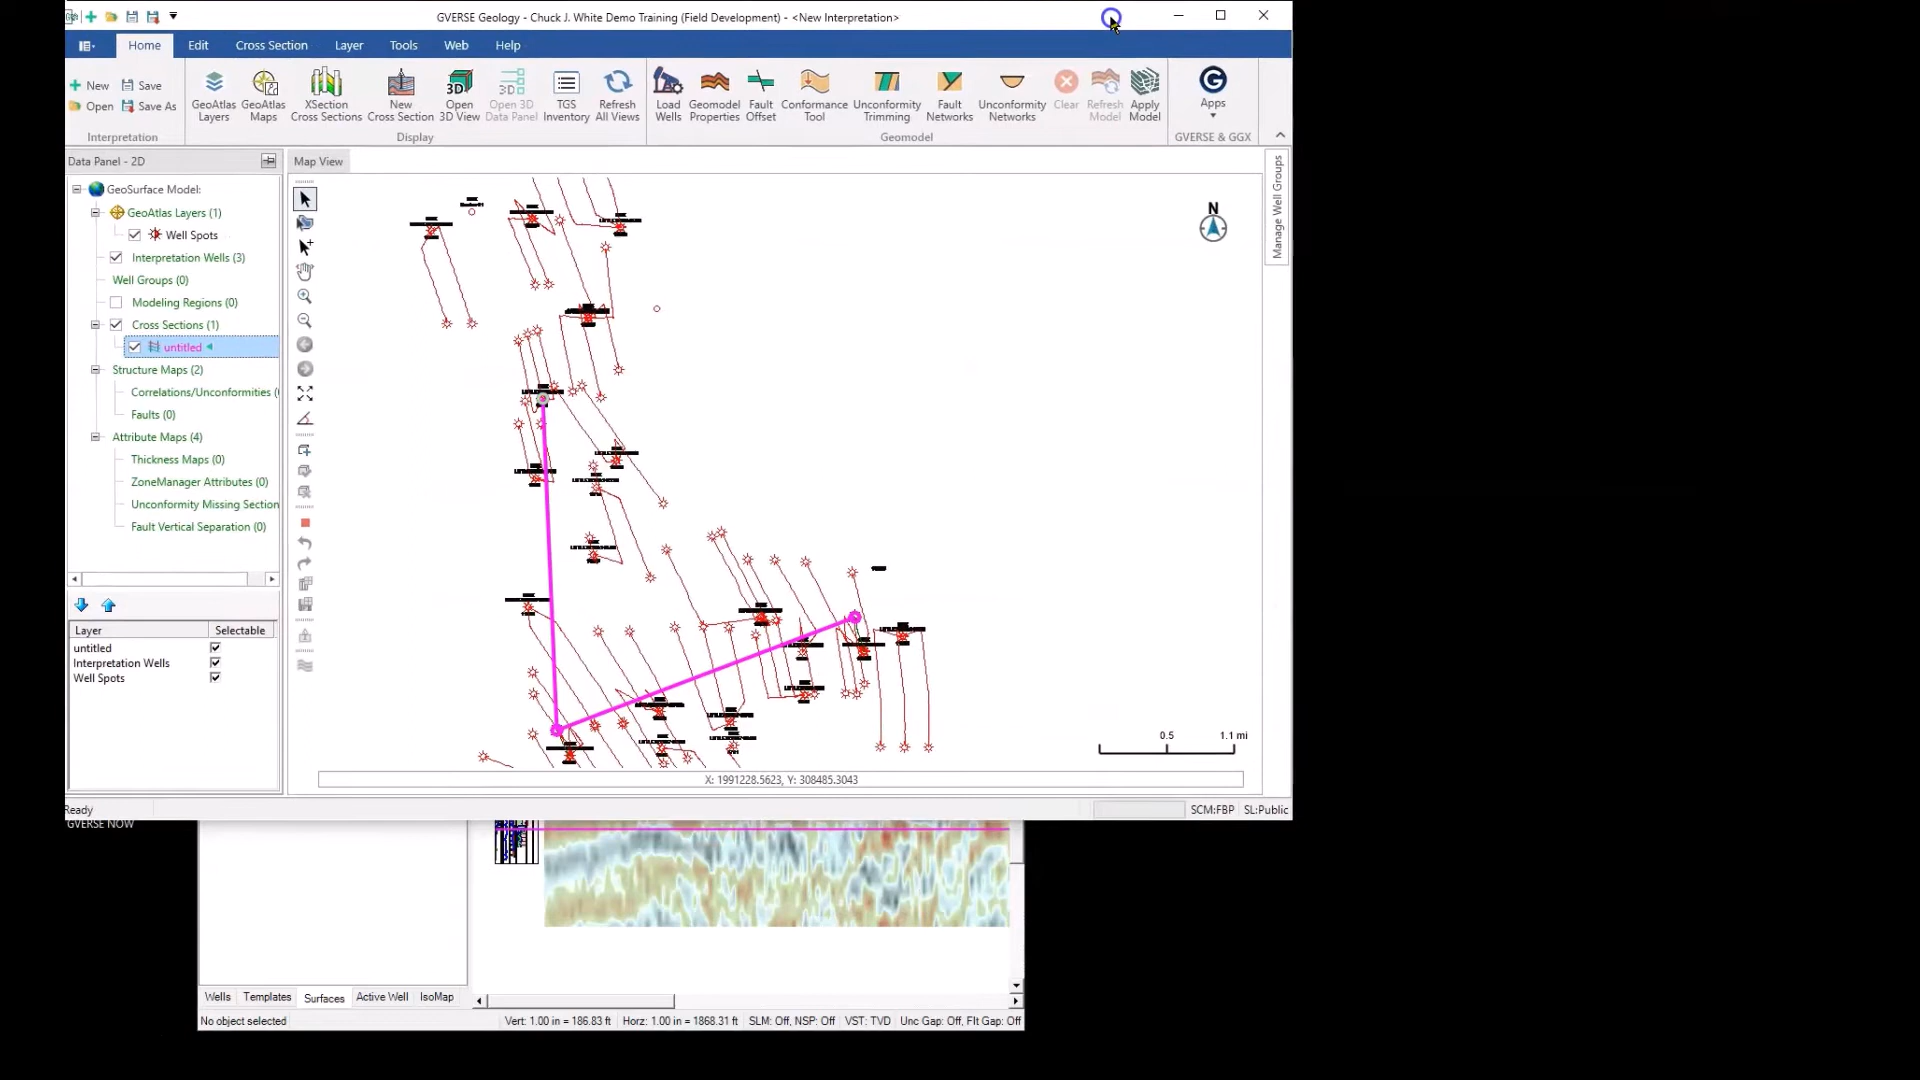 GVERSE Geology - Chuck J. White Demo Training (Field Development) - <New Interpretation>
Home Edit Cross Section Layer Tools Web Help
New Save
Open Save As
Interpretation
GeoAtlas Layers
GeoAtlas Maps
XSection Cross Sections
New Cross Section
Open 3D View
Open 3D Data Panel
TGS Inventory
Refresh All Views
Display
Load Wells
Geomodel Properties
Fault Offset
Conformance Tool
Unconformity Trimming
Fault Networks
Unconformity Networks
Clear
Refresh Model
Apply Model
Geomodel
Apps
GVERSE & GGX
Data Panel - 2D
Map View
Manage Well Groups
GeoSurface Model:
GeoAtlas Layers (1)
Well Spots
Interpretation Wells (3)
Well Groups (0)
Modeling Regions (0)
Cross Sections (1)
untitled
Structure Maps (2)
Correlations/Unconformities (
Faults (0)
Attribute Maps (4)
Thickness Maps (0)
ZoneManager Attributes (0)
Unconformity Missing Section
Fault Vertical Separation (0)
Layer Selectable
untitled
Interpretation Wells
Well Spots
N
0.5 1.1 mi
X: 1991228.5623, Y: 308485.3043
Ready SCM:FBP SL:Public
GVERSE NOW
Wells Templates Surfaces Active Well IsoMap
No object selected Vert: 1.00 in = 186.83 ft Horz: 1.00 in = 1868.31 ft SLM: Off, NSP: Off VST: TVD Unc Gap: Off, Flt Gap: Off